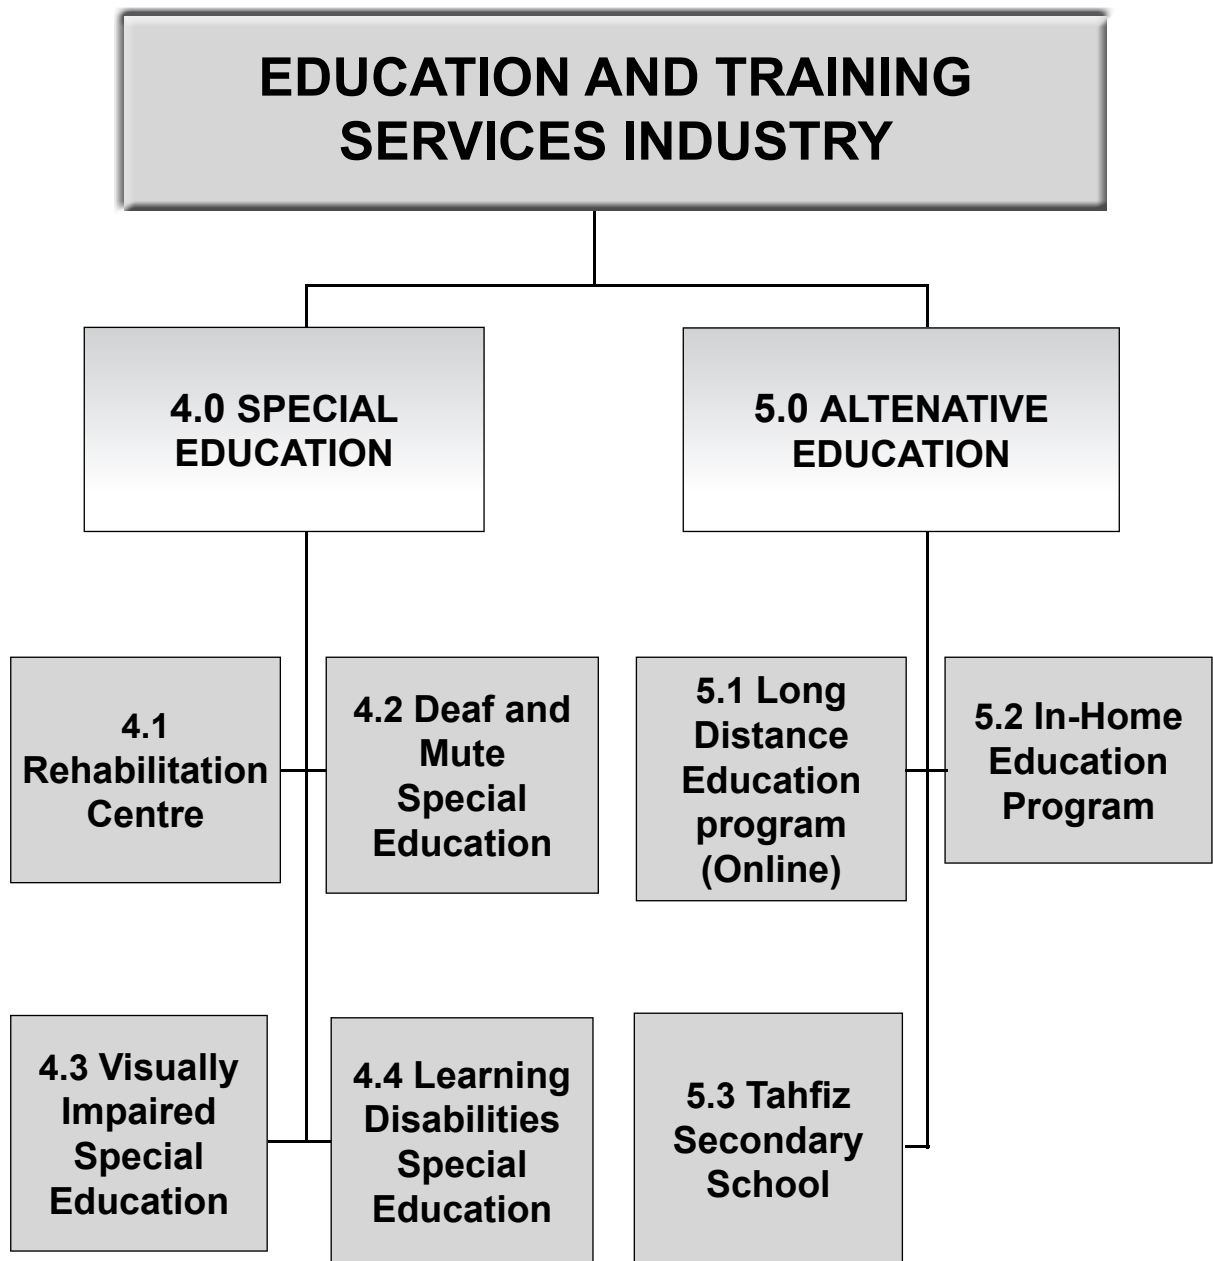 EDUCATION AND TRAINING
SERVICES INDUSTRY
4.0 SPECIAL
EDUCATION
5.0 ALTENATIVE
EDUCATION
4.1
Rehabilitation
Centre
4.2 Deaf and
Mute
Special
Education
5.1 Long
Distance
Education
program
(Online)
5.2 In-Home
Education
Program
4.3 Visually
Impaired
Special
Education
4.4 Learning
Disabilities
Special
Education
5.3 Tahfiz
Secondary
School